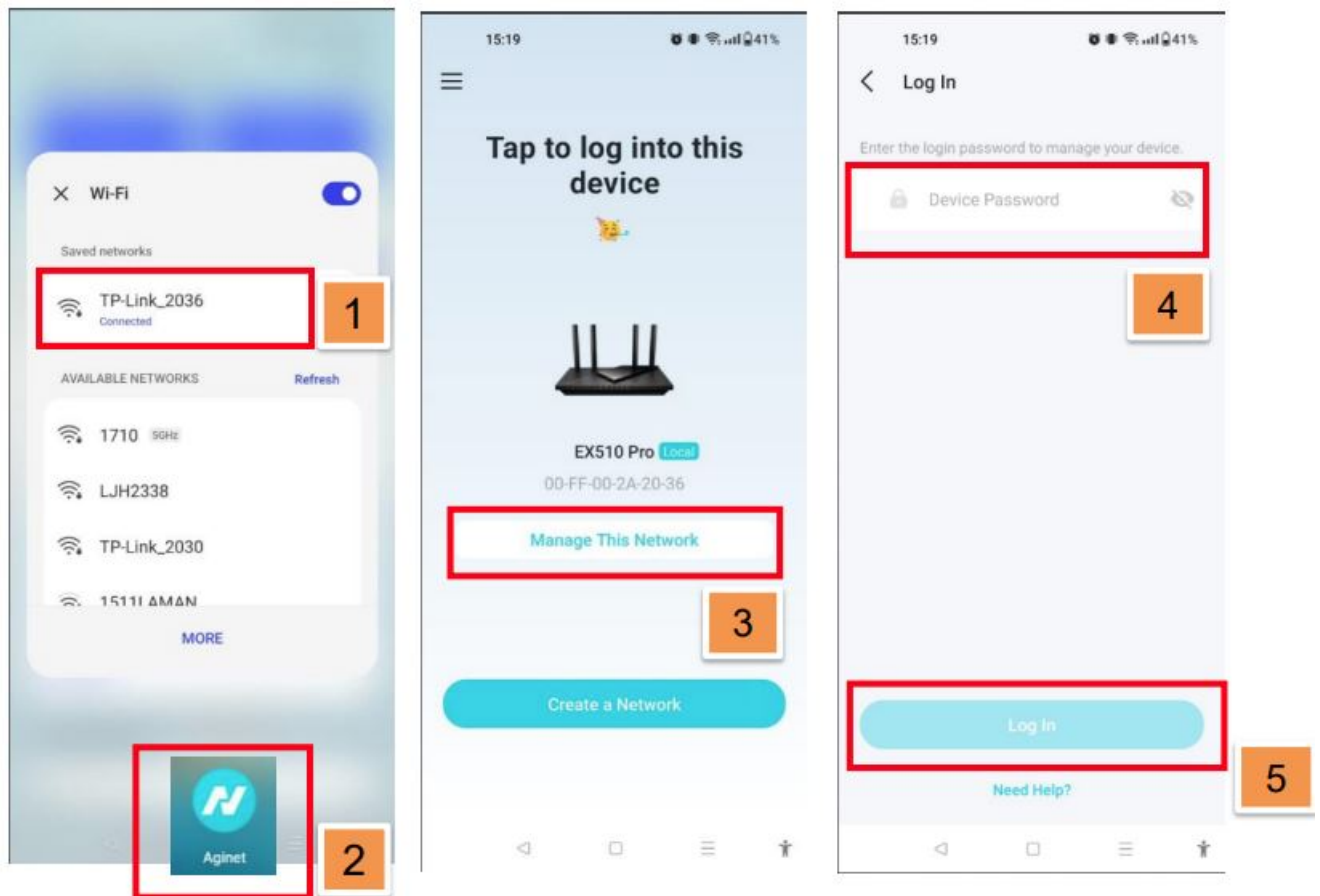 Wi-Fi
Saved networks
TP-Link_2036
Connected
1
AVAILABLE NETWORKS Refresh
1710 5GHz
LJH2338
TP-Link_2030
1511LAMAN
MORE
Aginet
2
15:19 41%
Tap to log into this
device
EX510 Pro Local
00-FF-00-2A-20-36
Manage This Network
3
Create a Network
15:19 41%
Log In
Enter the login password to manage your device.
Device Password
4
Log In
5
Need Help?